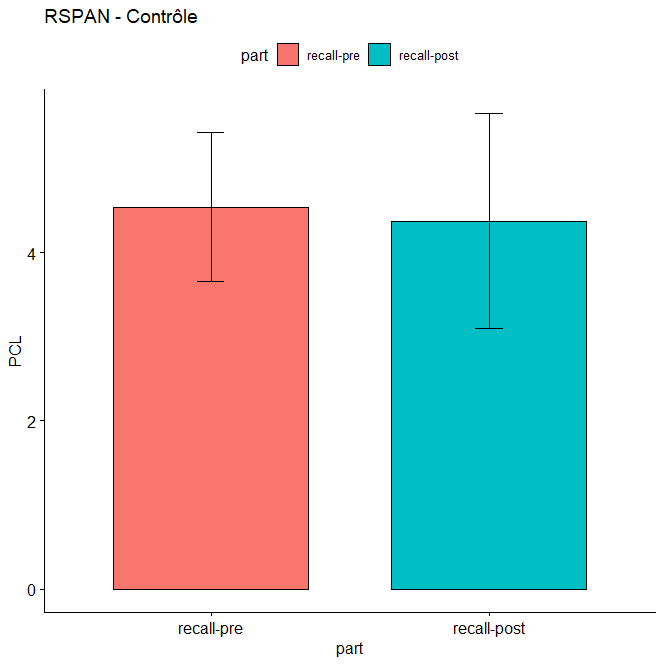 RSPAN - Contrôle
part recall-pre recall-post
PCL
4
2
0
recall-pre recall-post
part